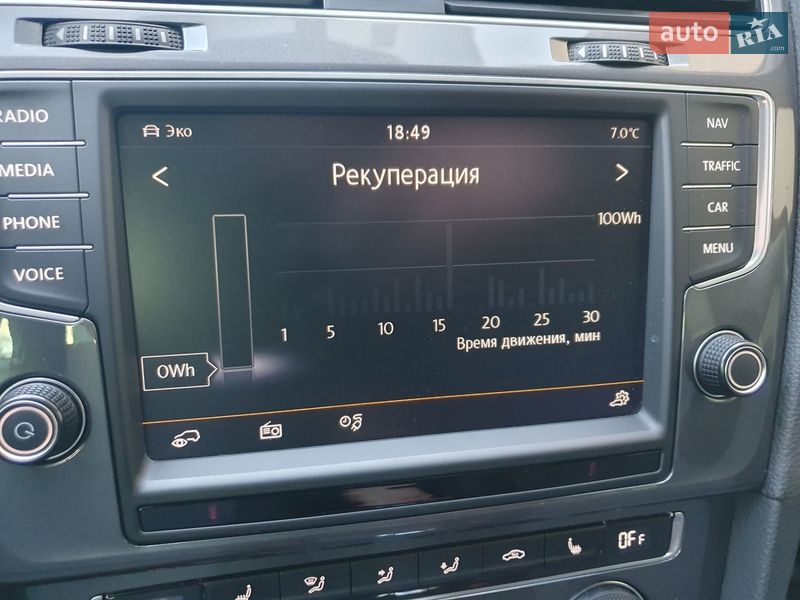 auto RIA .com
RADIO
MEDIA
PHONE
VOICE
Эко
18:49
7.0°C
< Рекуперация >
100Wh
1 5 10 15 20 25 30
Время движения, мин
0Wh
NAV
TRAFFIC
CAR
MENU
OFF